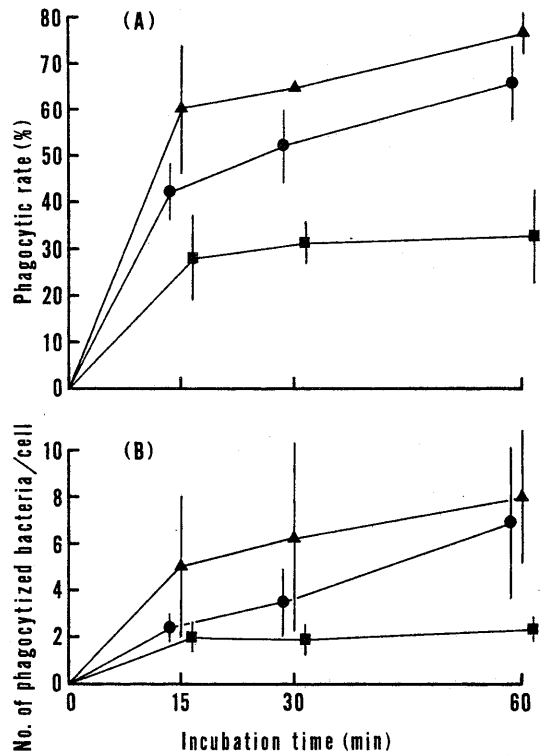 (A)
Phagocytic rate (%)
80
70
60
50
40
30
20
10
0
(B)
No. of phagocytized bacteria/cell
10
8
6
4
2
0
0 15 30 60
Incubation time (min)